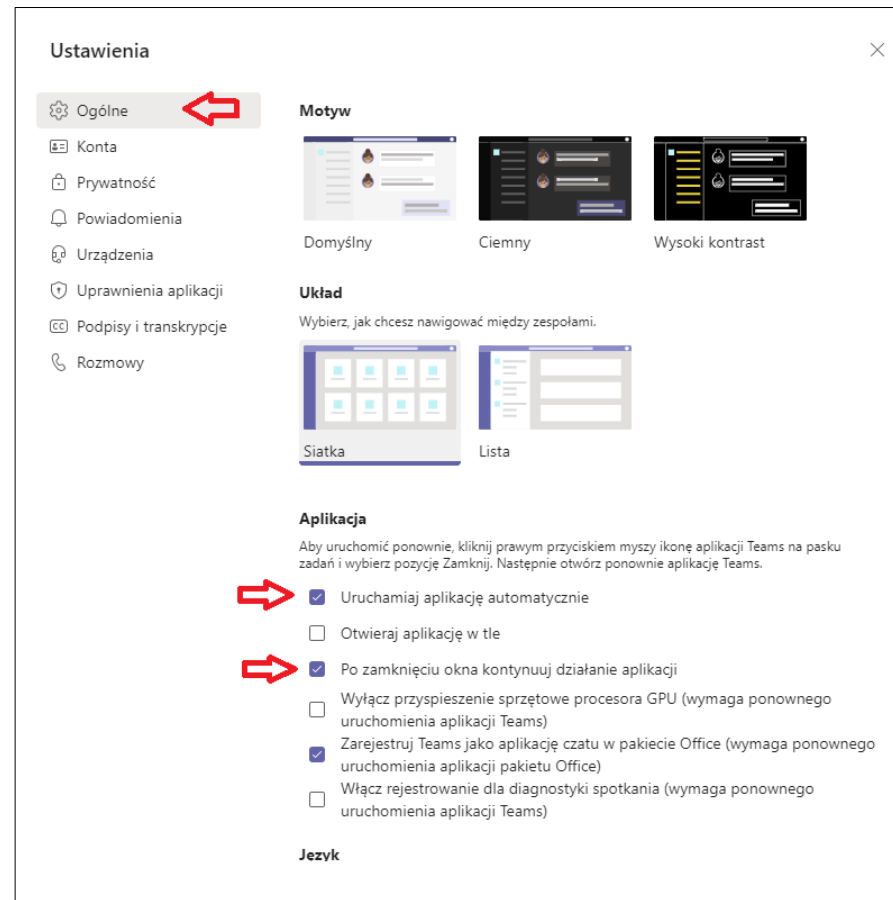 Ustawienia
Ogólne
Konta
Prywatność
Powiadomienia
Urządzenia
Uprawnienia aplikacji
CC Podpisy i transkrypcje
Rozmowy
Motyw
Domyślny
Ciemny
Wysoki kontrast
Układ
Wybierz, jak chcesz nawigować między zespołami.
Siatka
Lista
Aplikacja
Aby uruchomić ponownie, kliknij prawym przyciskiem myszy ikonę aplikacji Teams na pasku
zadań i wybierz pozycję Zamknij. Następnie otwórz ponownie aplikację Teams.
Uruchamiaj aplikację automatycznie
Otwieraj aplikację w tle
Po zamknięciu okna kontynuuj działanie aplikacji
Wyłącz przyspieszenie sprzętowe procesora GPU (wymaga ponownego
uruchomienia aplikacji Teams)
Zarejestruj Teams jako aplikację czatu w pakiecie Office (wymaga ponownego
uruchomienia aplikacji pakietu Office)
Włącz rejestrowanie dla diagnostyki spotkania (wymaga ponownego
uruchomienia aplikacji Teams)
Język